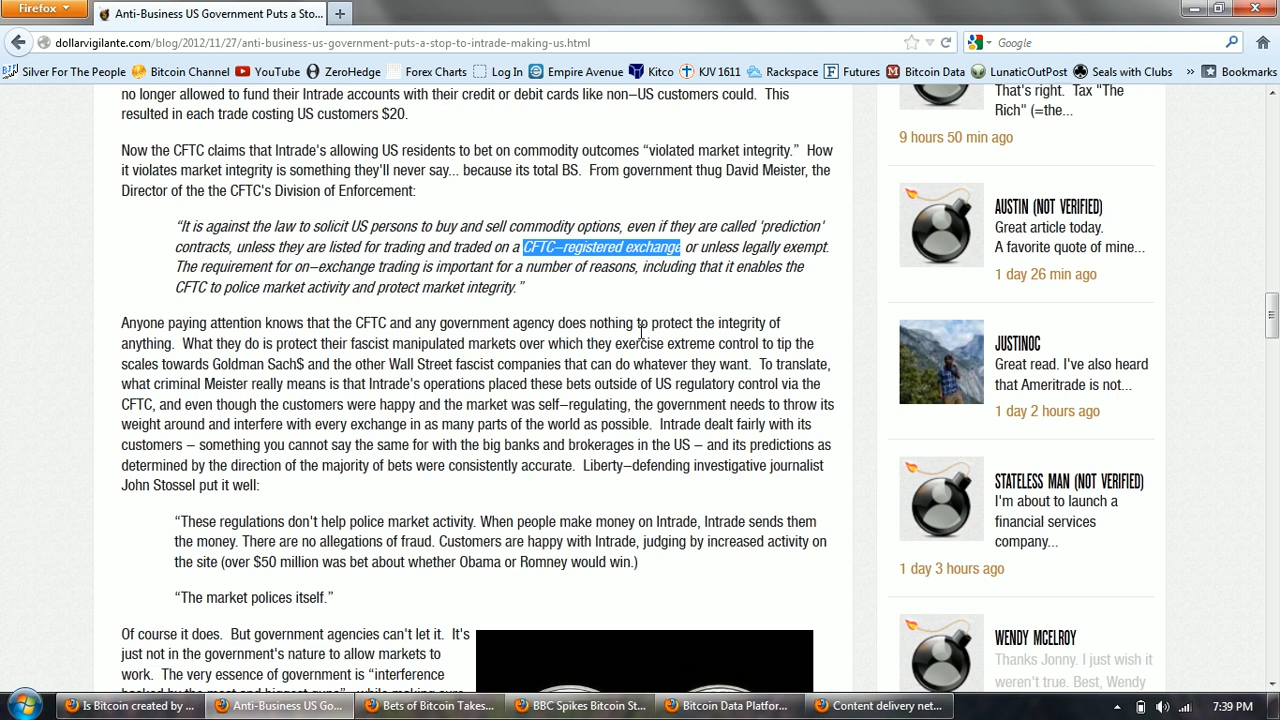 Firefox
Anti-Business US Government Puts a Sto...
dollarvigilante.com/blog/2012/11/27/anti-business-us-government-puts-a-stop-to-intrade-making-us.html
Google
Silver For The People
Bitcoin Channel
YouTube
ZeroHedge
Forex Charts
Log In
Empire Avenue
Kitco
KJV 1611
Rackspace
Futures
Bitcoin Data
LunaticOutPost
Seals with Clubs
»
Bookmarks
no longer allowed to fund their Intrade accounts with their credit or debit cards like non-US customers could. This
resulted in each trade costing US customers $20.
Now the CFTC claims that Intrade's allowing US residents to bet on commodity outcomes “violated market integrity.” How
it violates market integrity is something they'll never say... because its total BS. From government thug David Meister, the
Director of the the CFTC's Division of Enforcement:
“It is against the law to solicit US persons to buy and sell commodity options, even if they are called 'prediction'
contracts, unless they are listed for trading and traded on a CFTC-registered exchange or unless legally exempt.
The requirement for on-exchange trading is important for a number of reasons, including that it enables the
CFTC to police market activity and protect market integrity.”
Anyone paying attention knows that the CFTC and any government agency does nothing to protect the integrity of
anything. What they do is protect their fascist manipulated markets over which they exercise extreme control to tip the
scales towards Goldman Sach$ and the other Wall Street fascist companies that can do whatever they want. To translate,
what criminal Meister really means is that Intrade's operations placed these bets outside of US regulatory control via the
CFTC, and even though the customers were happy and the market was self-regulating, the government needs to throw its
weight around and interfere with every exchange in as many parts of the world as possible. Intrade dealt fairly with its
customers – something you cannot say the same for with the big banks and brokerages in the US – and its predictions as
determined by the direction of the majority of bets were consistently accurate. Liberty-defending investigative journalist
John Stossel put it well:
“These regulations don't help police market activity. When people make money on Intrade, Intrade sends them
the money. There are no allegations of fraud. Customers are happy with Intrade, judging by increased activity on
the site (over $50 million was bet about whether Obama or Romney would win.)
“The market polices itself.”
Of course it does. But government agencies can't let it. It's
just not in the government's nature to allow markets to
work. The very essence of government is “interference
That's right. Tax "The
Rich" (=the...
9 hours 50 min ago
AUSTIN (NOT VERIFIED)
Great article today.
A favorite quote of mine...
1 day 26 min ago
JUSTINOC
Great read. I've also heard
that Ameritrade is not...
1 day 2 hours ago
STATELESS MAN (NOT VERIFIED)
I'm about to launch a
financial services
company...
1 day 3 hours ago
WENDY MCELROY
Thanks Jonny. I just wish it
weren't true. Best, Wendy
Is Bitcoin created by ...
Anti-Business US Go...
Bets of Bitcoin Takes...
BBC Spikes Bitcoin St...
Bitcoin Data Platfor...
Content delivery net...
7:39 PM